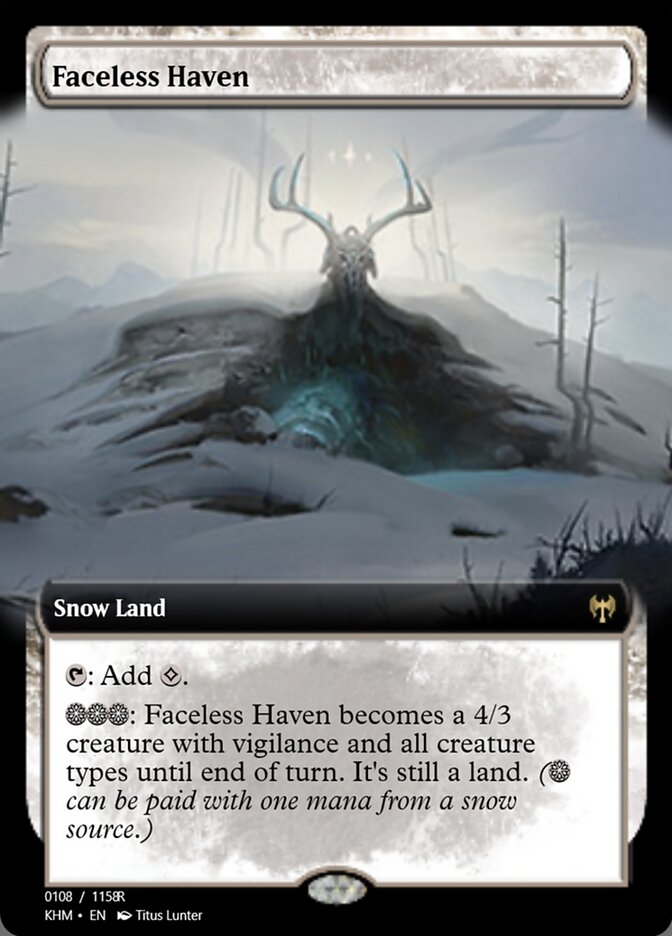 Faceless Haven
Snow Land
: Add .
: Faceless Haven becomes a 4/3
creature with vigilance and all creature
types until end of turn. It's still a land. (
can be paid with one mana from a snow
source.)
0108 / 1158R
KHM • EN Titus Lunter